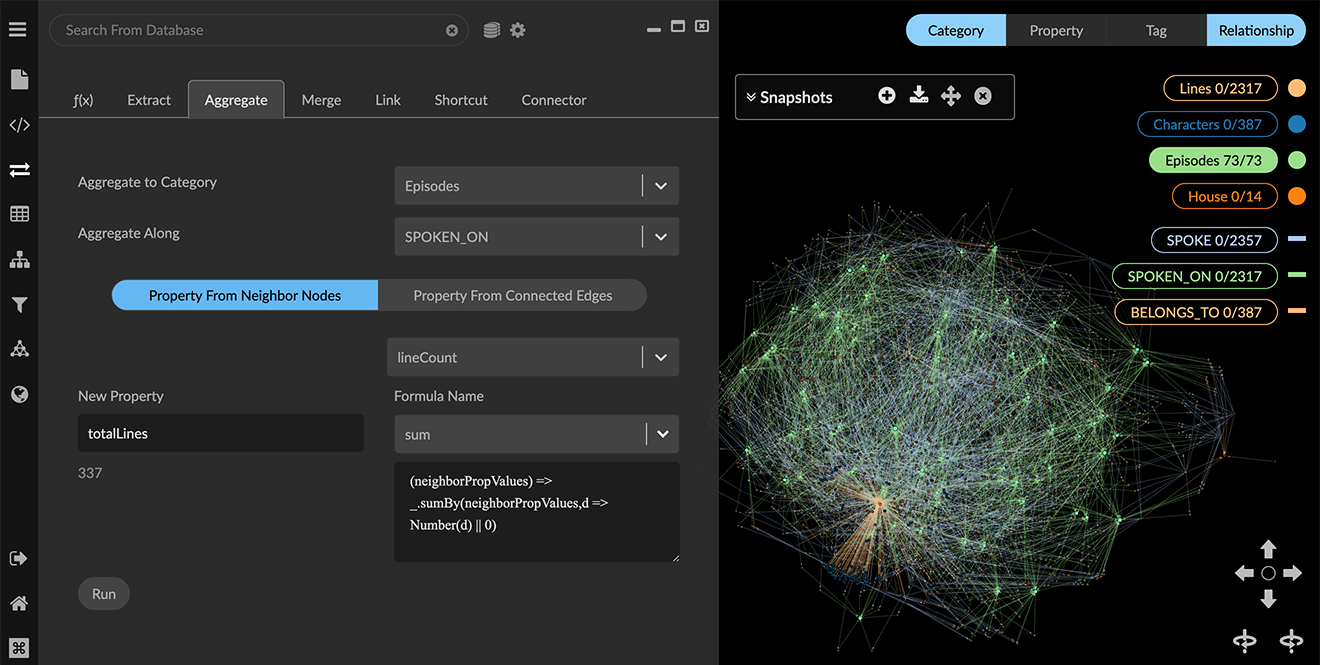 Search From Database
f(x)
Extract
Aggregate
Merge
Link
Shortcut
Connector
Aggregate to Category
Episodes
Aggregate Along
SPOKEN_ON
Property From Neighbor Nodes
Property From Connected Edges
lineCount
New Property
Formula Name
totalLines
sum
337
(neighborPropValues) =>
_.sumBy(neighborPropValues,d =>
Number(d) || 0)
Run
Category
Property
Tag
Relationship
Snapshots
Lines 0/2317
Characters 0/387
Episodes 73/73
House 0/14
SPOKE 0/2357
SPOKEN_ON 0/2317
BELONGS_TO 0/387